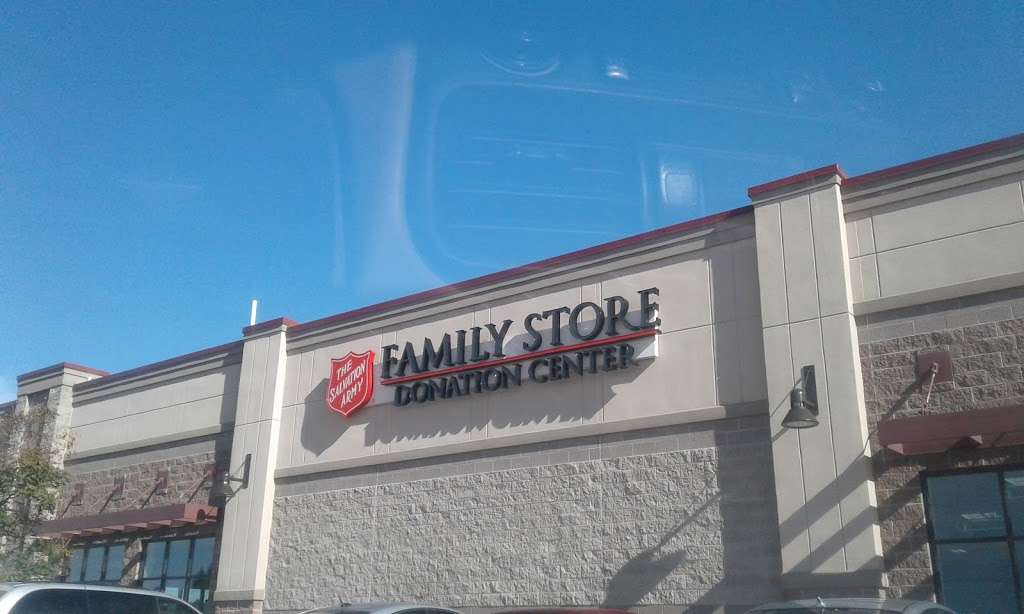 THE
SALVATION
ARMY
FAMILY STORE
DONATION CENTER